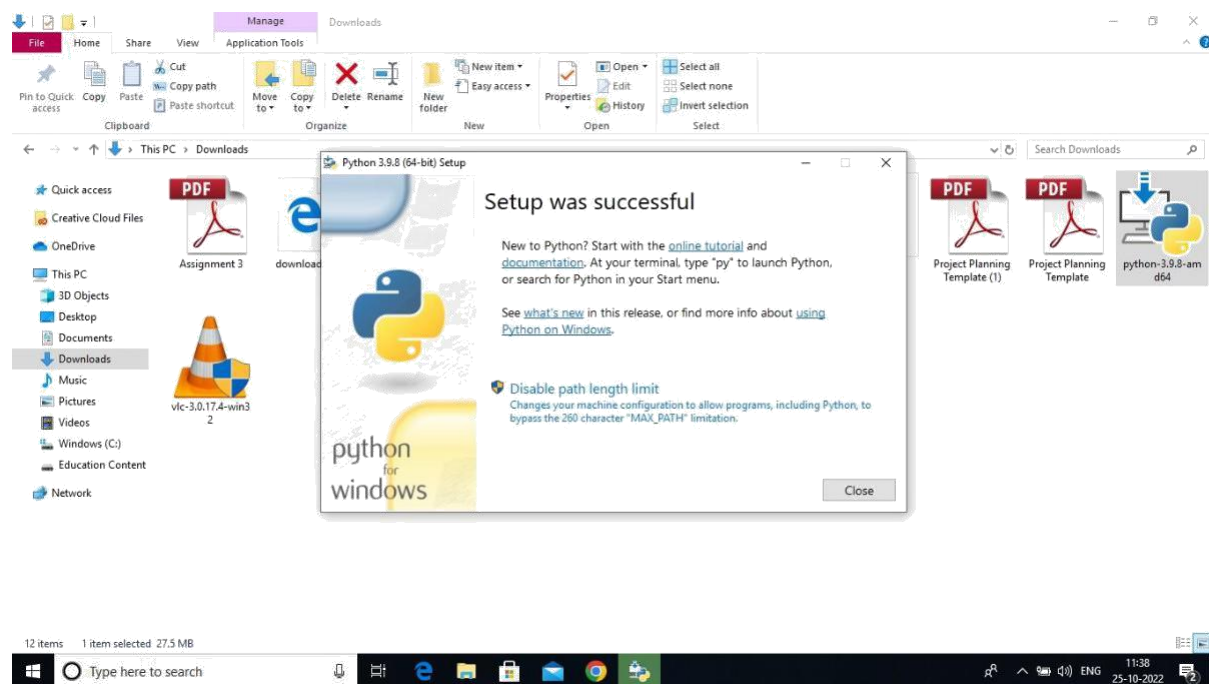 Manage
Downloads
File Home Share View Application Tools
Pin to Quick access
Copy
Paste
Cut
Copy path
Paste shortcut
Move to
Copy to
Delete
Rename
New folder
New item
Easy access
Properties
Open
Edit
History
Select all
Select none
Invert selection
Clipboard
Organize
New
Open
Select
This PC › Downloads
Search Downloads
Quick access
Creative Cloud Files
OneDrive
This PC
3D Objects
Desktop
Documents
Downloads
Music
Pictures
Videos
Windows (C:)
Education Content
Network
PDF
Assignment 3
download
vlc-3.0.17.4-win3
2
PDF
Project Planning
Template (1)
PDF
Project Planning
Template
python-3.9.8-am
d64
Python 3.9.8 (64-bit) Setup
Setup was successful
New to Python? Start with the online tutorial and
documentation. At your terminal, type "py" to launch Python,
or search for Python in your Start menu.
See what's new in this release, or find more info about using
Python on Windows.
Disable path length limit
Changes your machine configuration to allow programs, including Python, to
bypass the 260 character "MAX_PATH" limitation.
python
for
windows
Close
12 items 1 item selected 27.5 MB
Type here to search
ENG
11:38
25-10-2022
2